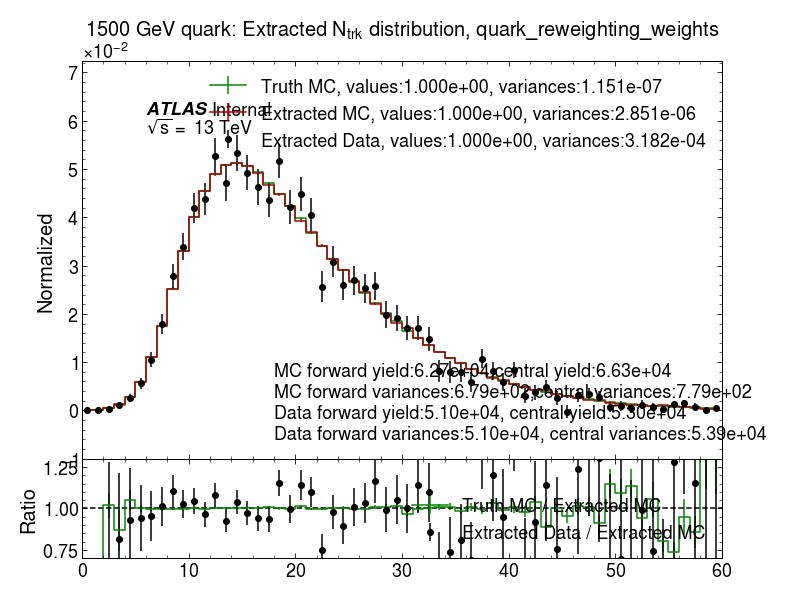 1500 GeV quark: Extracted N_trk distribution, quark_reweighting_weights
×10⁻²
Truth MC, values:1.000e+00, variances:1.151e-07
ATLAS Internal
Extracted MC, values:1.000e+00, variances:2.851e-06
√s = 13 TeV
Extracted Data, values:1.000e+00, variances:3.182e-04
7
6
5
4
3
2
1
0
Normalized
MC forward yield:6.27e+04, central yield:6.63e+04
MC forward variances:6.79e+02, central variances:7.79e+02
Data forward yield:5.10e+04, central yield:5.30e+04
Data forward variances:5.10e+04, central variances:5.39e+04
1.25
1.00
0.75
Ratio
Truth MC / Extracted MC
Extracted Data / Extracted MC
0 10 20 30 40 50 60